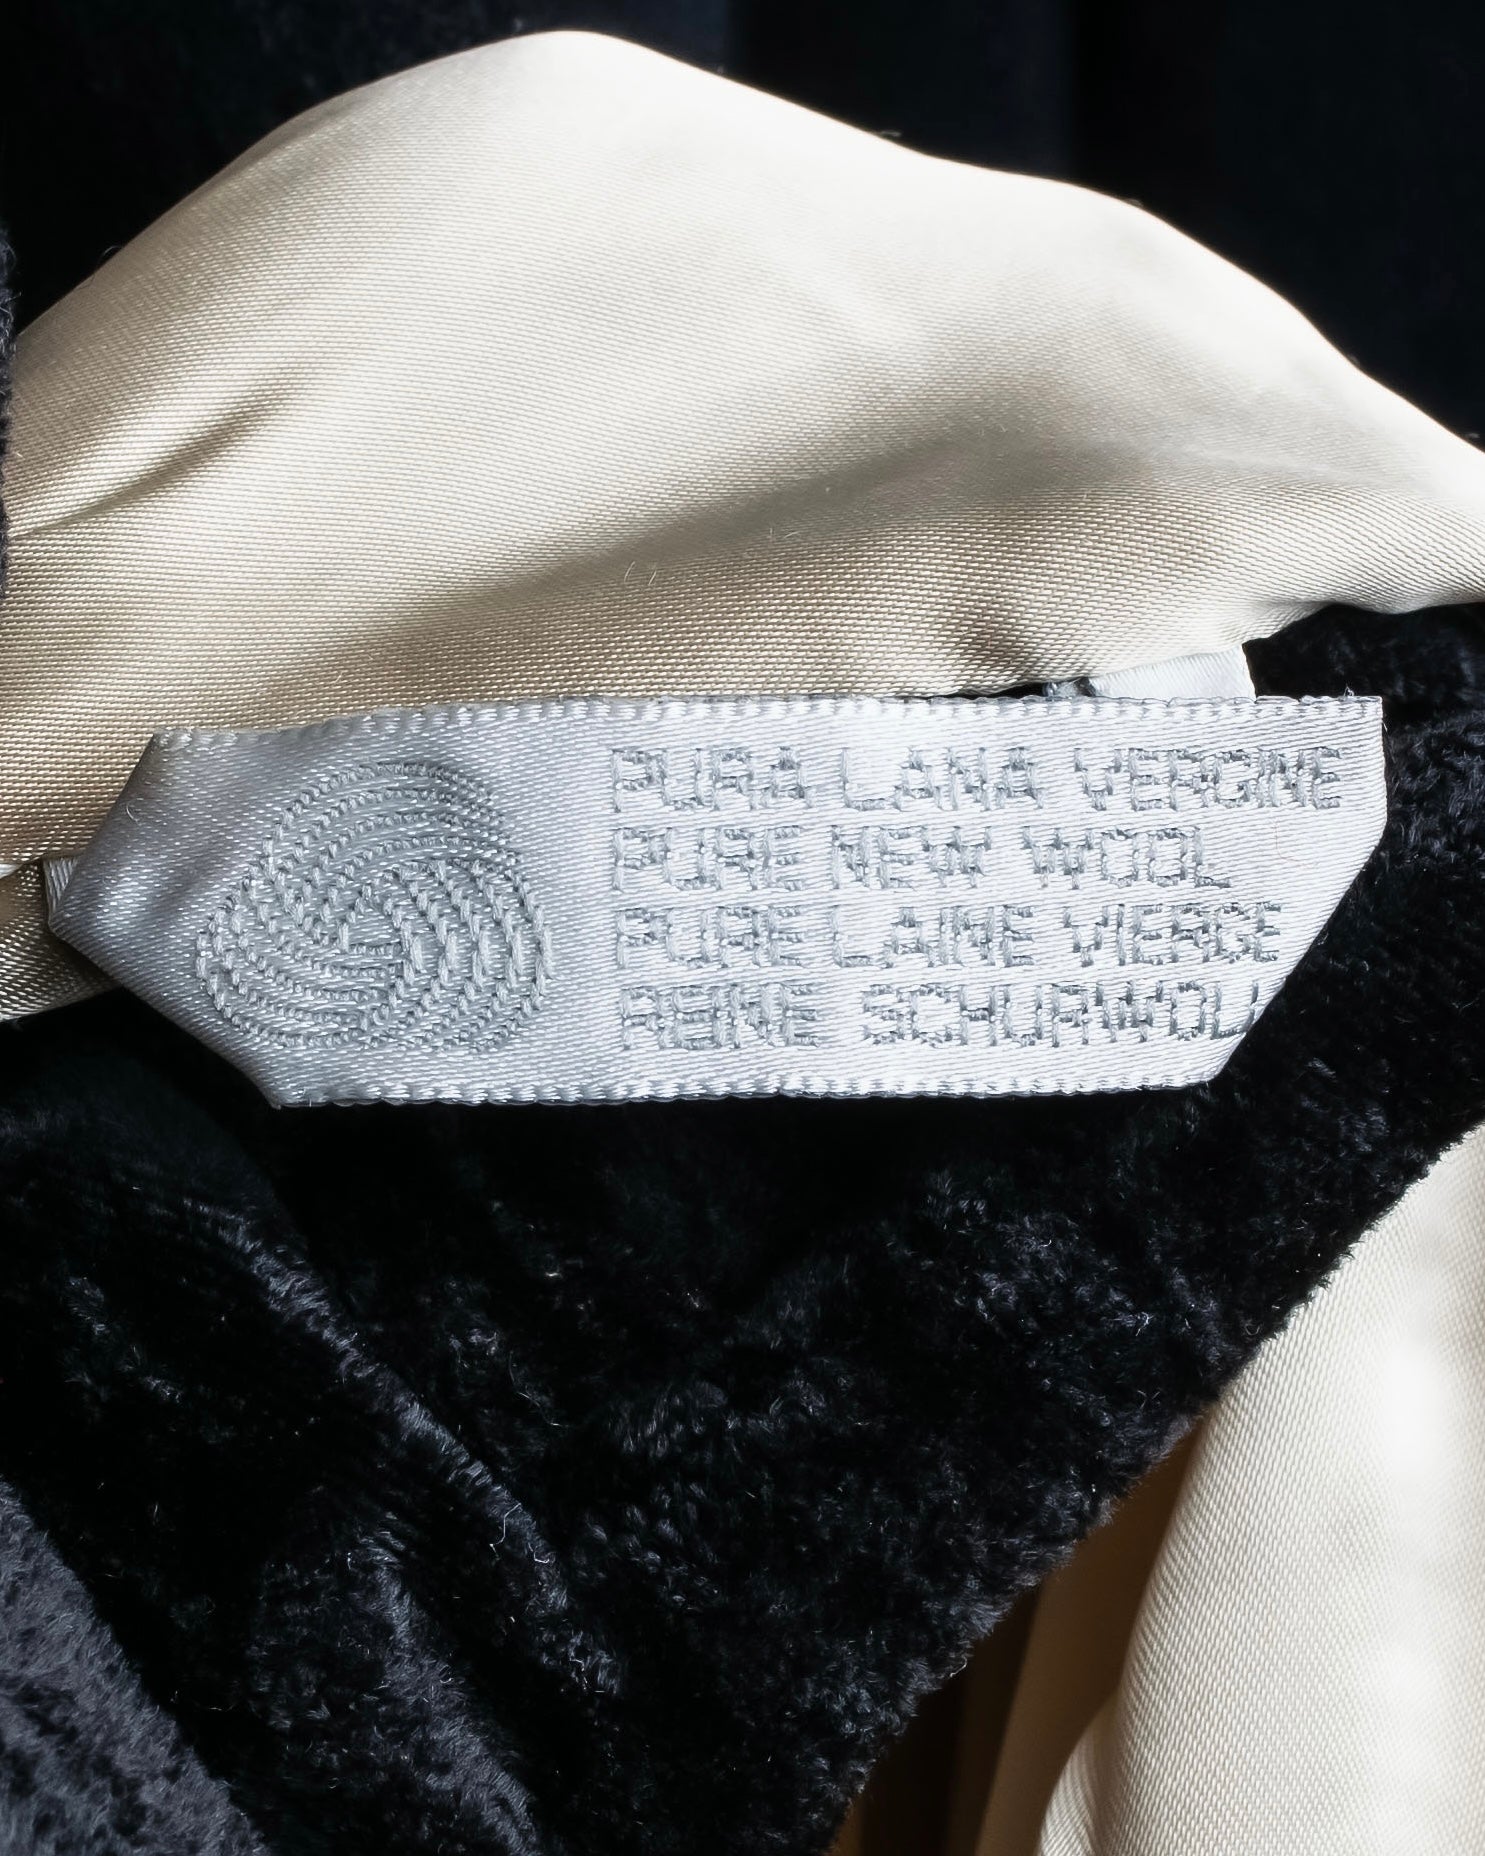 PURA LANA VERGINE
PURE NEW WOOL
PURE LAINE VIERGE
REINE SCHURWOLL